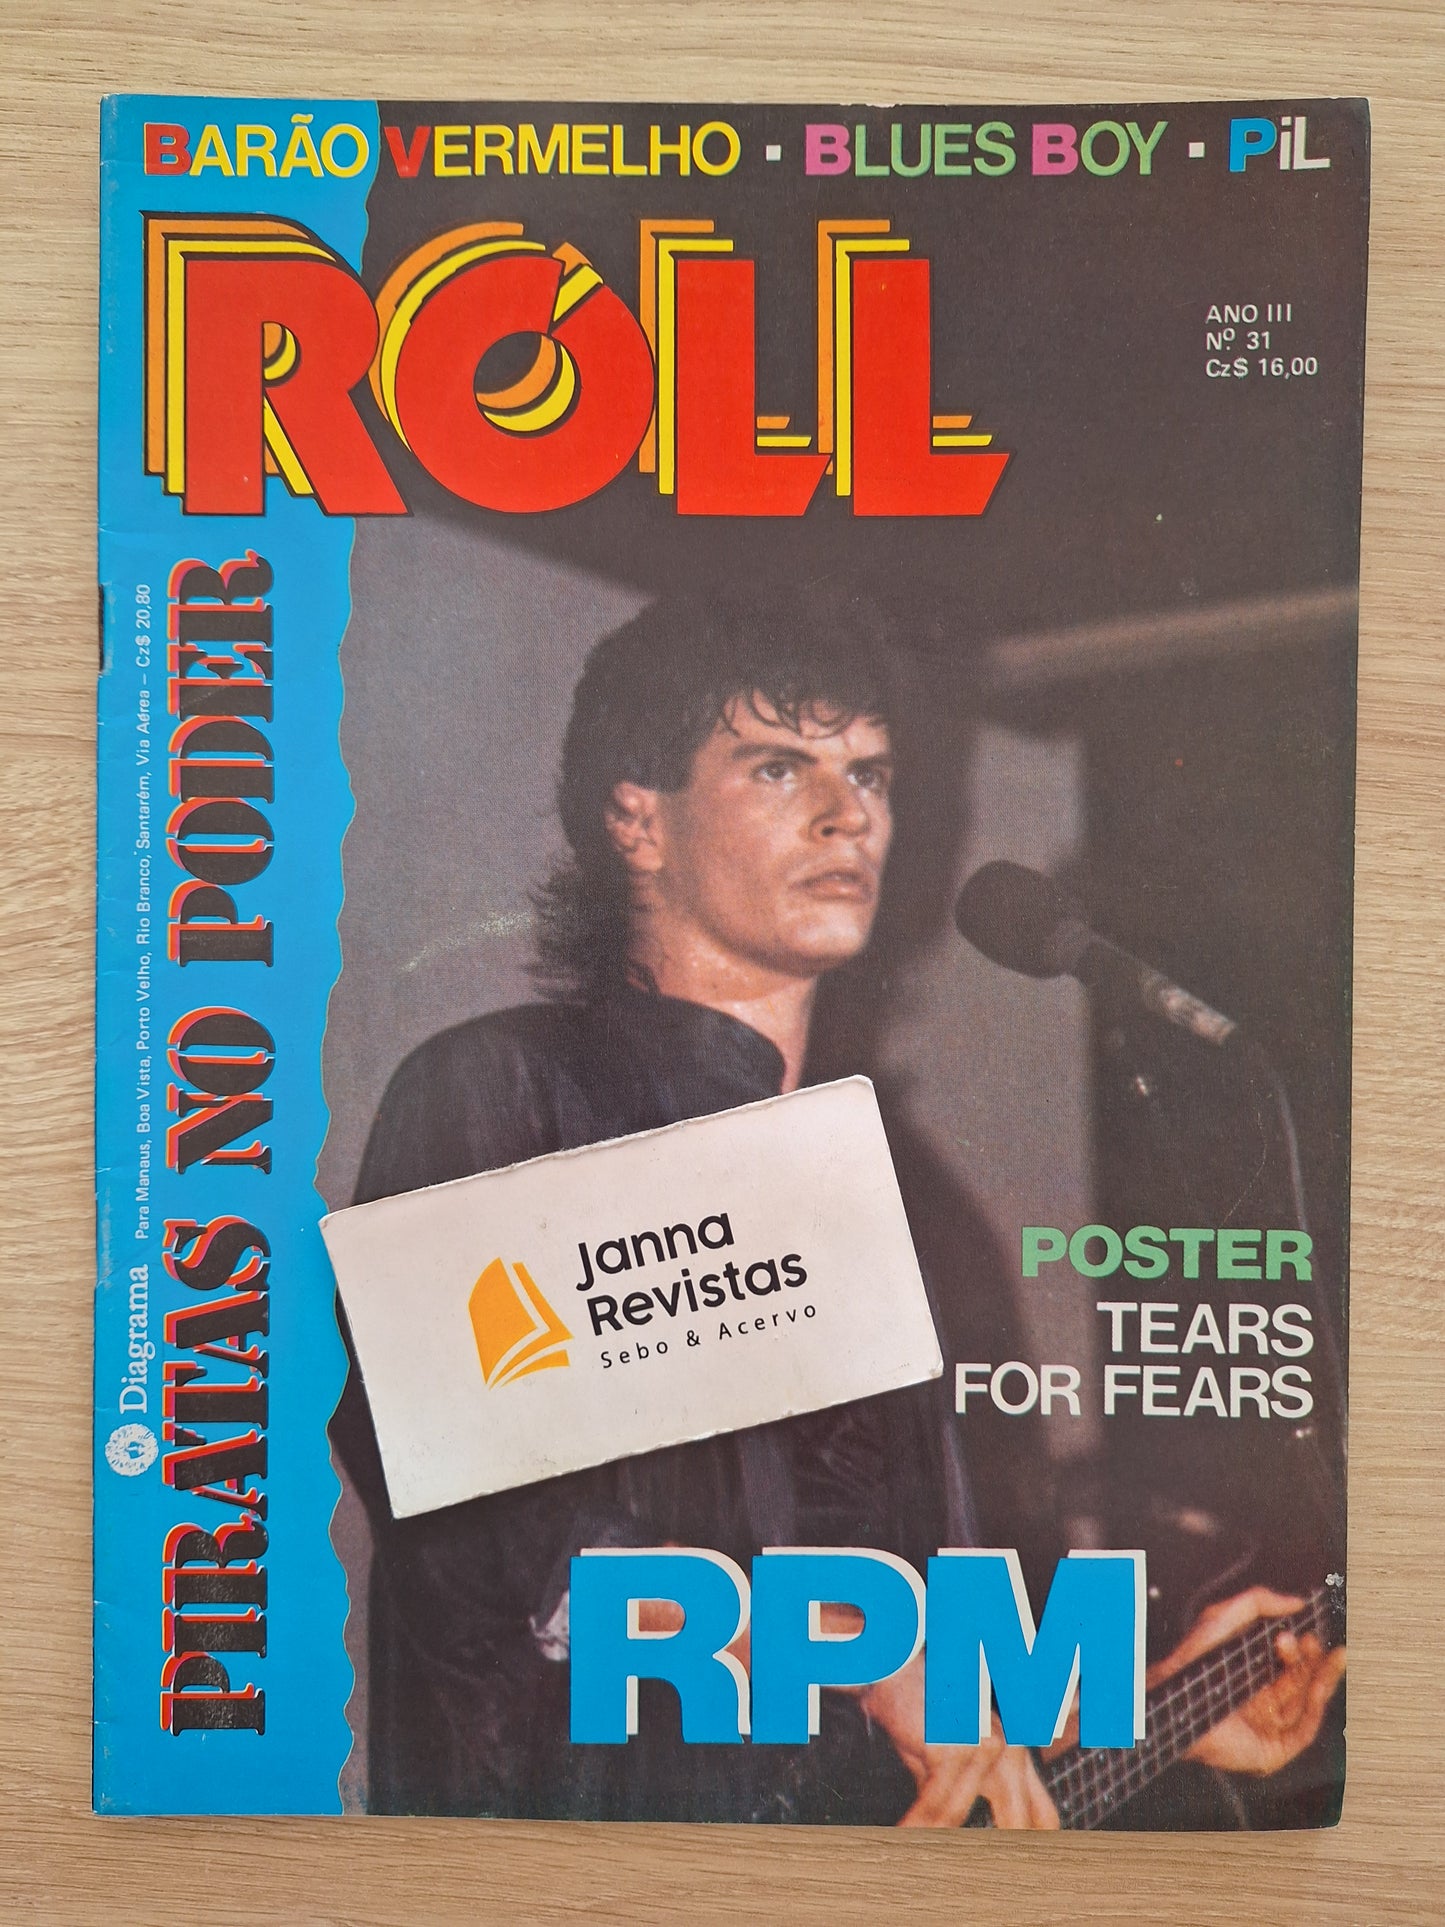 BARÃO VERMELHO · BLUES BOY · PiL
ROLL
ANO III
Nº 31
Cz$ 16,00
PIRATAS NO PODER
Diagrama
Para Manaus, Boa Vista, Porto Velho, Rio Branco, Santarém, Via Aérea – Cz$ 20,80
Janna
Revistas
Sebo & Acervo
POSTER
TEARS
FOR FEARS
RPM